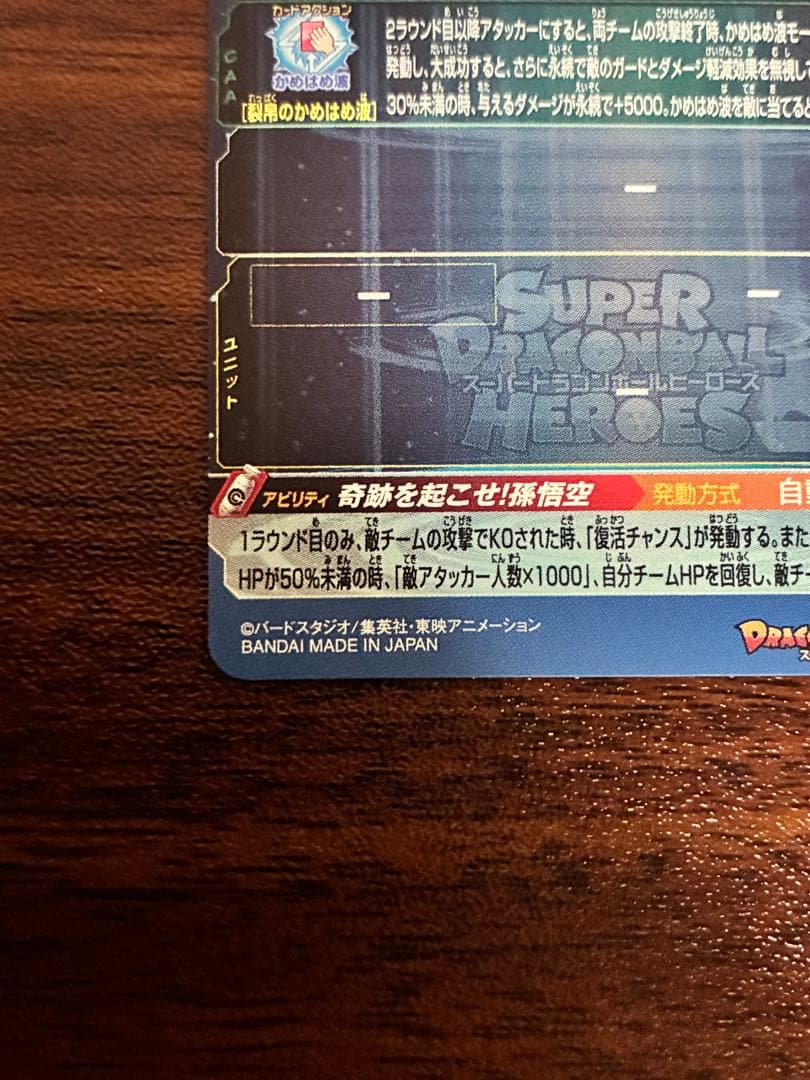 カードアクション
かめはめ波
CAA
[裂帛のかめはめ波]
2ラウンド目以降アタッカーにすると、両チームの攻撃終了時、かめはめ波モー
発動し、大成功すると、さらに永続で敵のガードとダメージ軽減効果を無視して
30%未満の時、与えるダメージが永続で+5000。かめはめ波を敵に当てると
ユニット
SUPER
DRAGONBALL
スーパードラゴンボールヒーローズ
HEROES
アビリティ 奇跡を起こせ!孫悟空 発動方式 自動
1ラウンド目のみ、敵チームの攻撃でKOされた時、「復活チャンス」が発動する。また
HPが50%未満の時、「敵アタッカー人数×1000」、自分チームHPを回復し、敵チー
©バードスタジオ/集英社・東映アニメーション
BANDAI MADE IN JAPAN